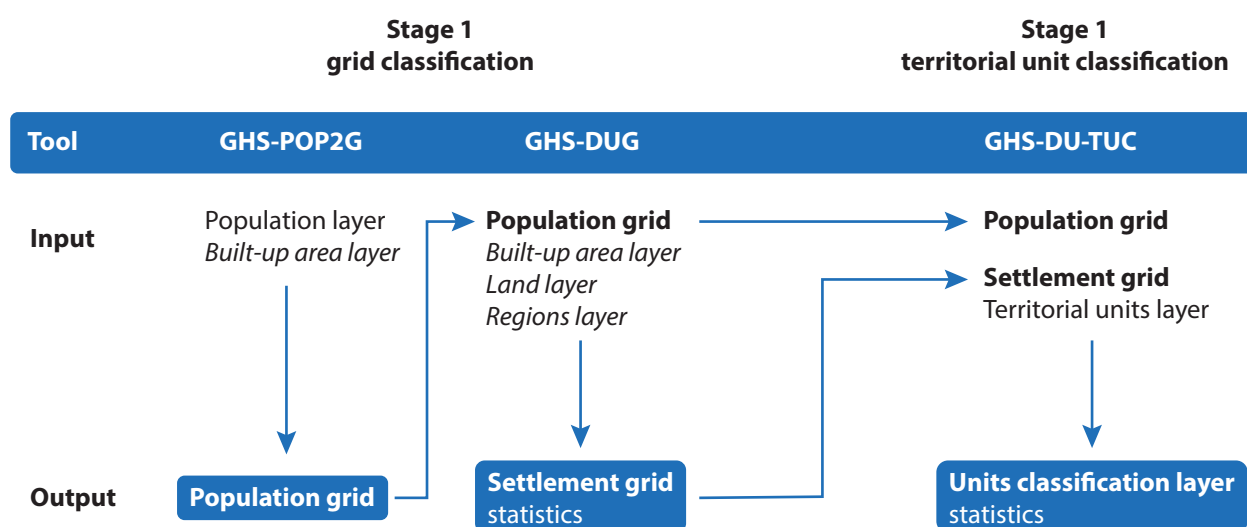 Stage 1
grid classification
Stage 1
territorial unit classification
Tool GHS-POP2G GHS-DUG GHS-DU-TUC
Input
Population layer
Built-up area layer
Population grid
Built-up area layer
Land layer
Regions layer
Population grid
Settlement grid
Territorial units layer
Output
Population grid
Settlement grid
statistics
Units classification layer
statistics